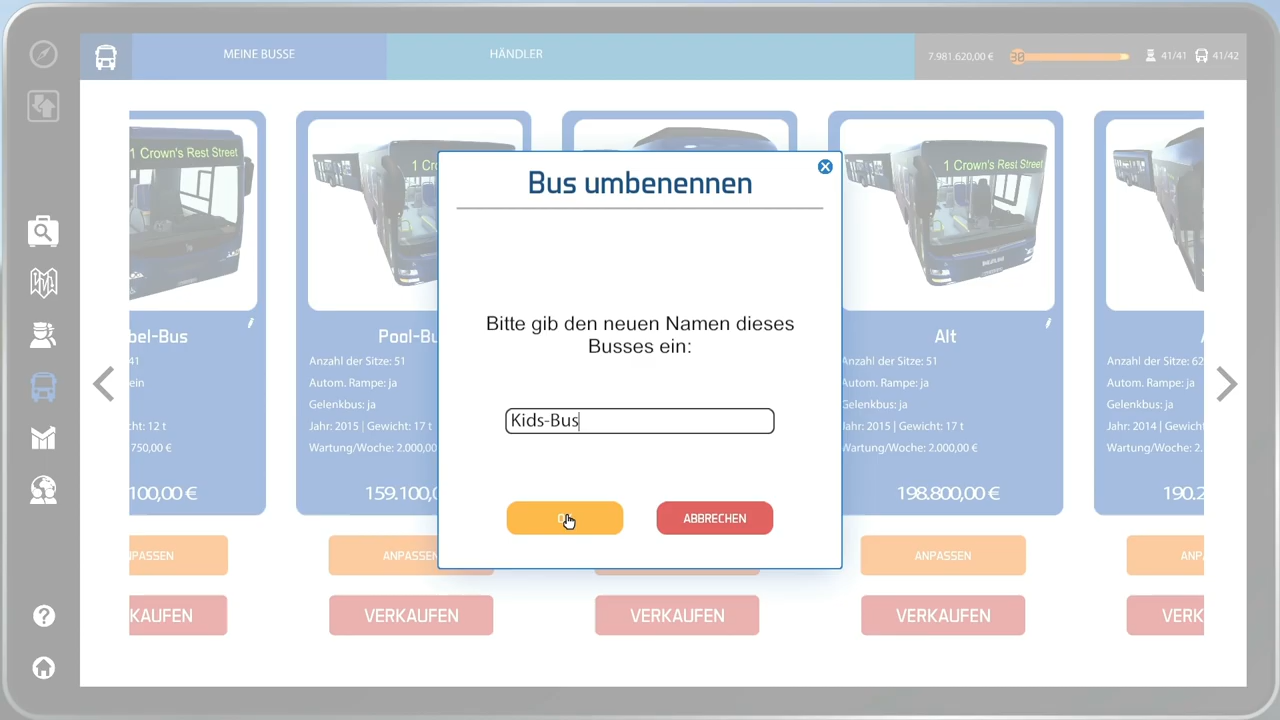 MEINE BUSSE
HÄNDLER
7.981.620,00 €
30
41/41
41/42
1 Crown's Rest Street
1 Crown's Rest Street
Bus umbenennen
Bitte gib den neuen Namen dieses
Busses ein:
Kids-Bus
ABBRECHEN
bel-Bus
41
ein
cht: 12 t
750,00 €
100,00 €
PASSEN
KAUFEN
Pool-Bu
Anzahl der Sitze: 51
Autom. Rampe: ja
Gelenkbus: ja
Jahr: 2015 | Gewicht: 17 t
Wartung/Woche: 2.000,00
159.100,0
ANPASSEN
VERKAUFEN
VERKAUFEN
Alt
Anzahl der Sitze: 51
Autom. Rampe: ja
Gelenkbus: ja
Jahr: 2015 | Gewicht: 17 t
Wartung/Woche: 2.000,00 €
198.800,00 €
ANPASSEN
VERKAUFEN
Anzahl der Sitze: 62
Autom. Rampe: ja
Gelenkbus: ja
Jahr: 2014 | Gewicht:
Wartung/Woche: 2.
190.2
ANP
VERK